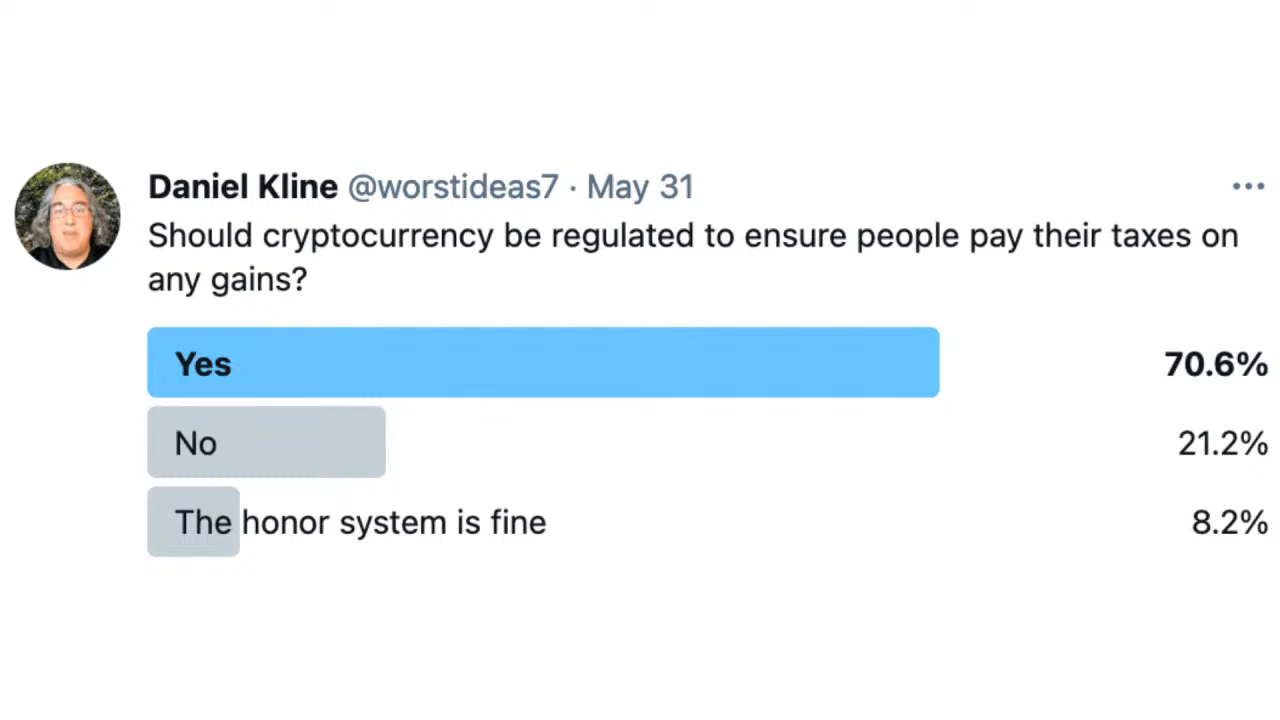 Daniel Kline @worstideas7 · May 31
Should cryptocurrency be regulated to ensure people pay their taxes on
any gains?
Yes 70.6%
No 21.2%
The honor system is fine 8.2%